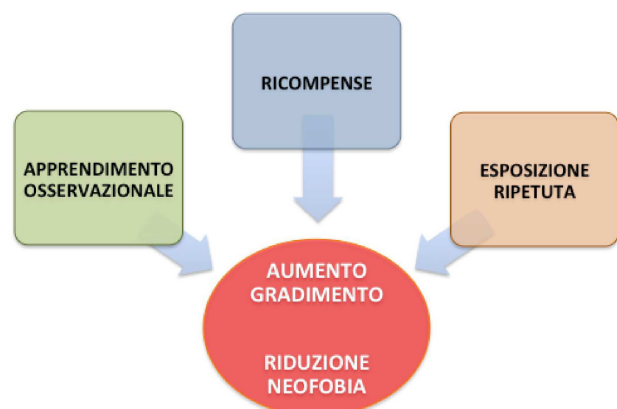 RICOMPENSE
APPRENDIMENTO
OSSERVAZIONALE
ESPOSIZIONE
RIPETUTA
AUMENTO
GRADIMENTO
RIDUZIONE
NEOFOBIA